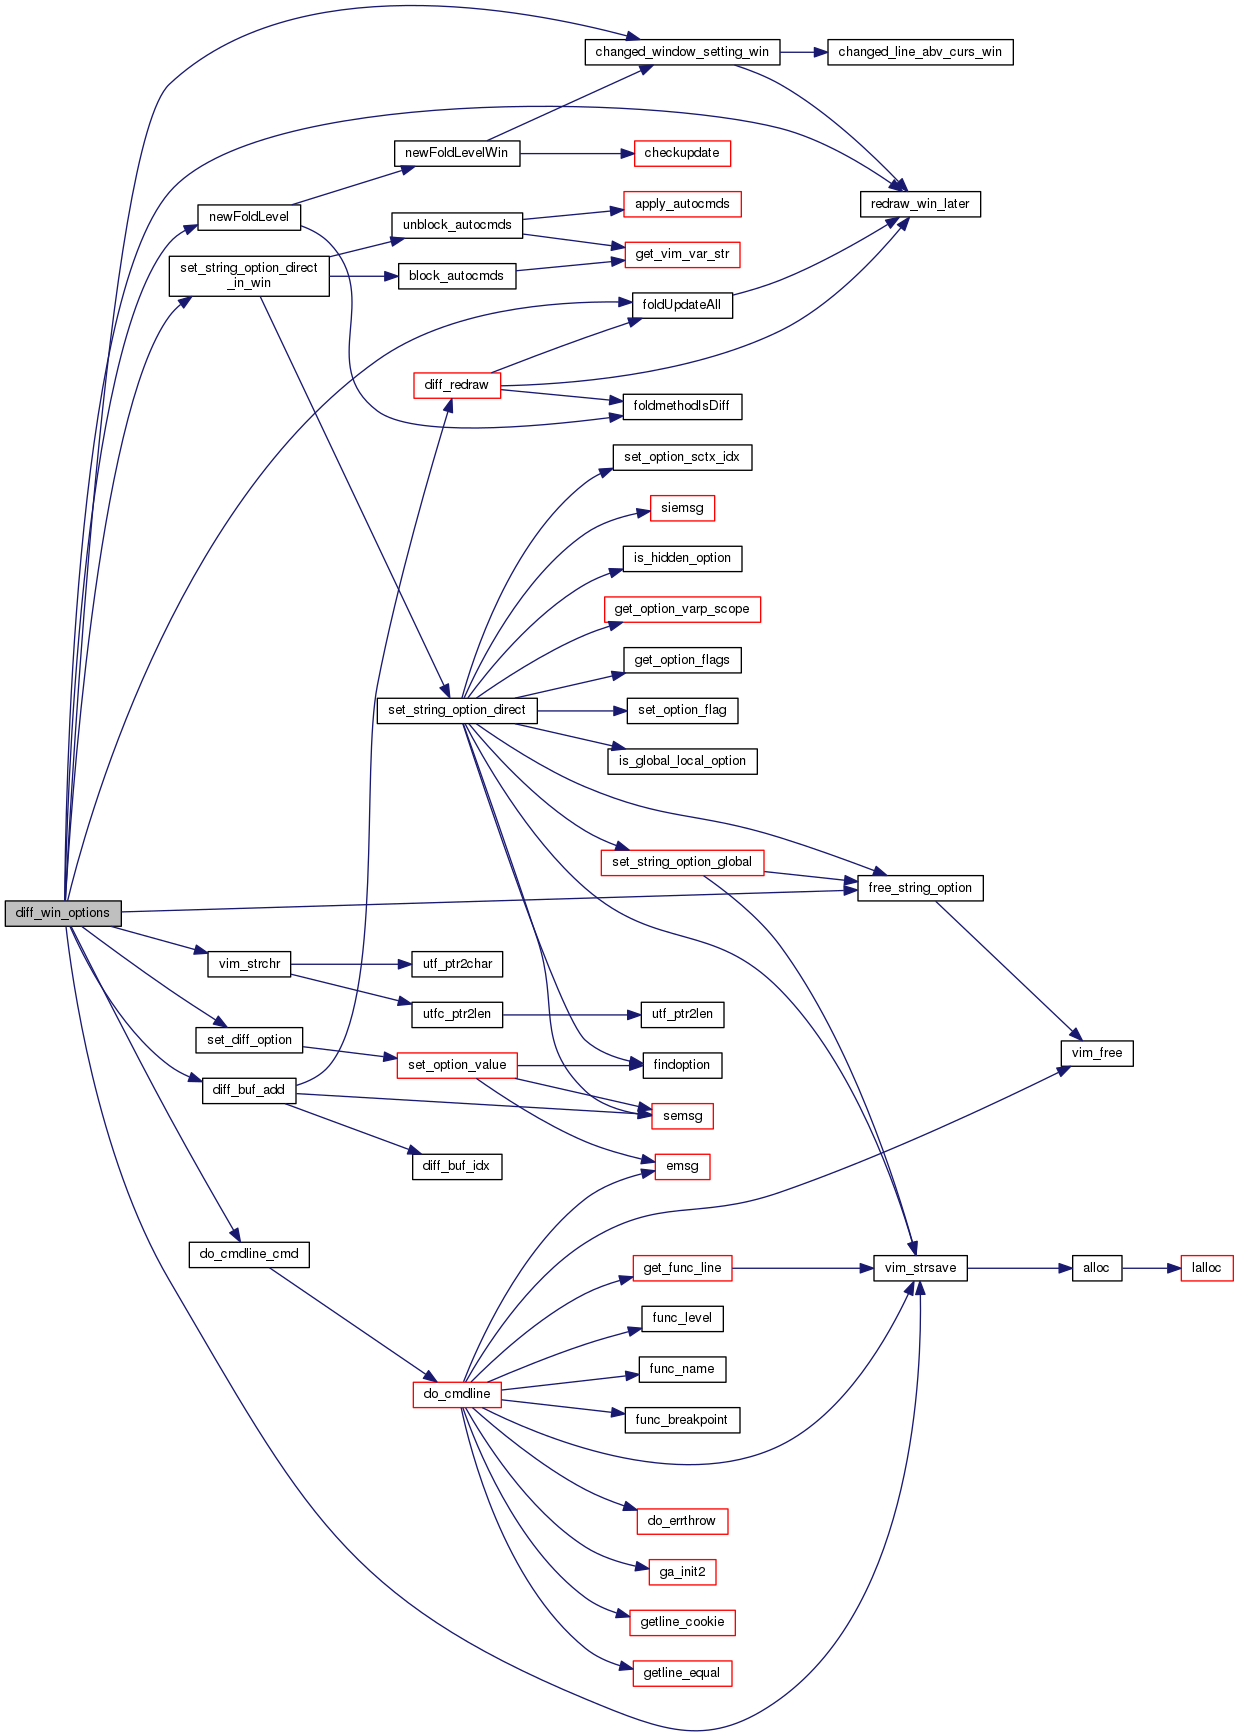 changed_window_setting_win
changed_line_abv_curs_win
newFoldLevelWin
checkupdate
redraw_win_later
apply_autocmds
newFoldLevel
unblock_autocmds
get_vim_var_str
set_string_option_direct
_in_win
block_autocmds
foldUpdateAll
diff_redraw
foldmethodIsDiff
set_option_sctx_idx
siemsg
is_hidden_option
get_option_varp_scope
get_option_flags
set_string_option_direct
set_option_flag
is_global_local_option
set_string_option_global
free_string_option
diff_win_options
vim_strchr
utf_ptr2char
utfc_ptr2len
utf_ptr2len
set_diff_option
vim_free
set_option_value
findoption
diff_buf_add
semsg
diff_buf_idx
emsg
do_cmdline_cmd
get_func_line
vim_strsave
alloc
lalloc
func_level
func_name
do_cmdline
func_breakpoint
do_errthrow
ga_init2
getline_cookie
getline_equal